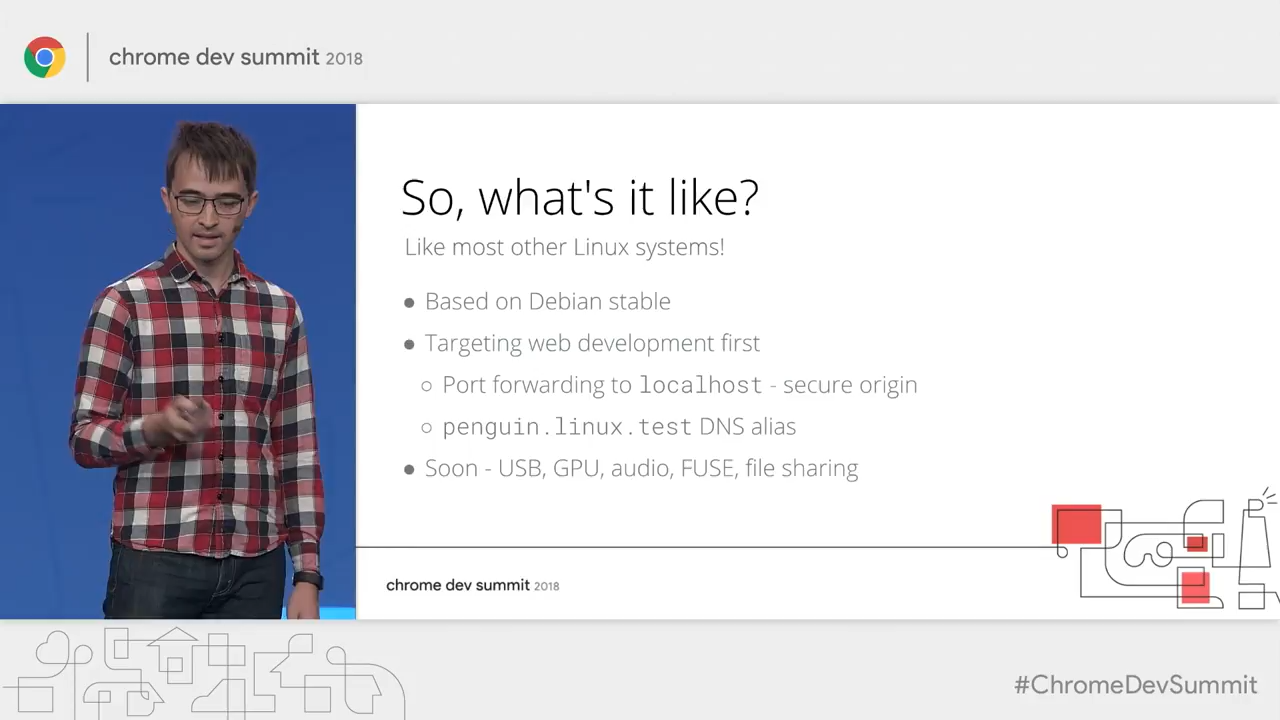 chrome dev summit 2018
So, what's it like?
Like most other Linux systems!
● Based on Debian stable
● Targeting web development first
○ Port forwarding to localhost - secure origin
○ penguin.linux.test DNS alias
● Soon - USB, GPU, audio, FUSE, file sharing
chrome dev summit 2018
#ChromeDevSummit